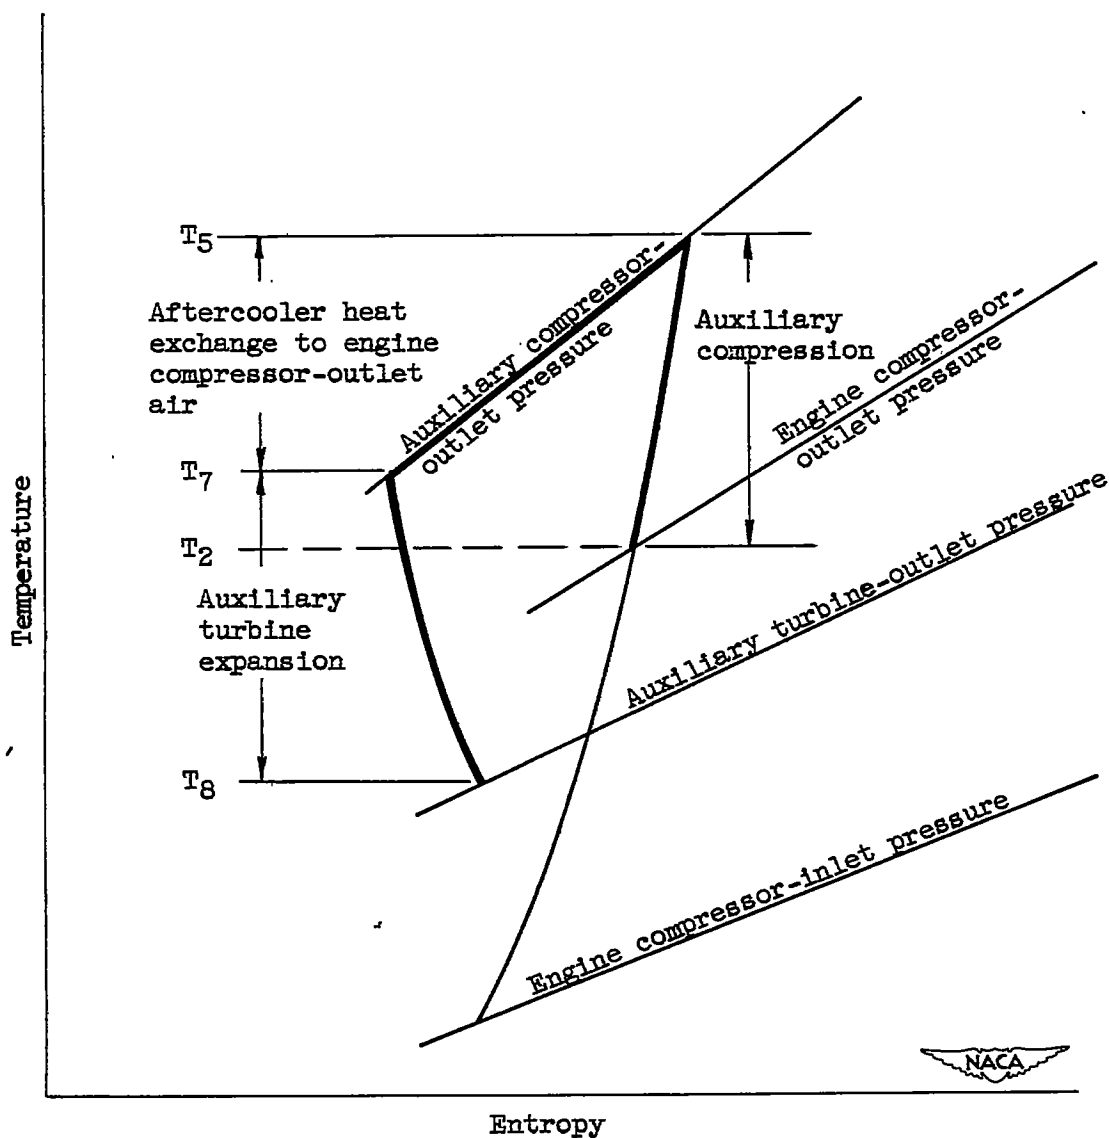 T5
Aftercooler heat
exchange to engine
compressor-outlet
air
Auxiliary compressor-
outlet pressure
Auxiliary
compression
Engine compressor-
outlet pressure
T7
T2
Auxiliary
turbine
expansion
Auxiliary turbine-outlet pressure
T8
Engine compressor-inlet pressure
Temperature
NACA
Entropy